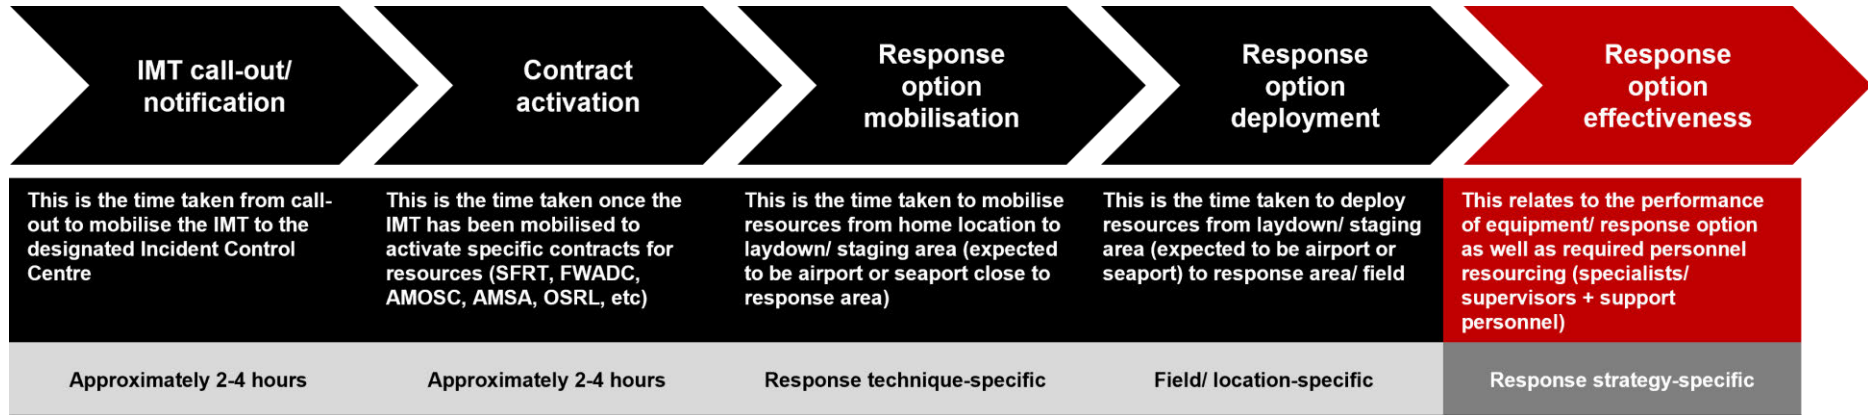 IMT call-out/
notification
Contract
activation
Response
option
mobilisation
Response
option
deployment
Response
option
effectiveness
This is the time taken from call-
out to mobilise the IMT to the
designated Incident Control
Centre
This is the time taken once the
IMT has been mobilised to
activate specific contracts for
resources (SFRT, FWADC,
AMOSC, AMSA, OSRL, etc)
This is the time taken to mobilise
resources from home location to
laydown/ staging area (expected
to be airport or seaport close to
response area)
This is the time taken to deploy
resources from laydown/ staging
area (expected to be airport or
seaport) to response area/ field
This relates to the performance
of equipment/ response option
as well as required personnel
resourcing (specialists/
supervisors + support
personnel)
Approximately 2-4 hours
Approximately 2-4 hours
Response technique-specific
Field/ location-specific
Response strategy-specific